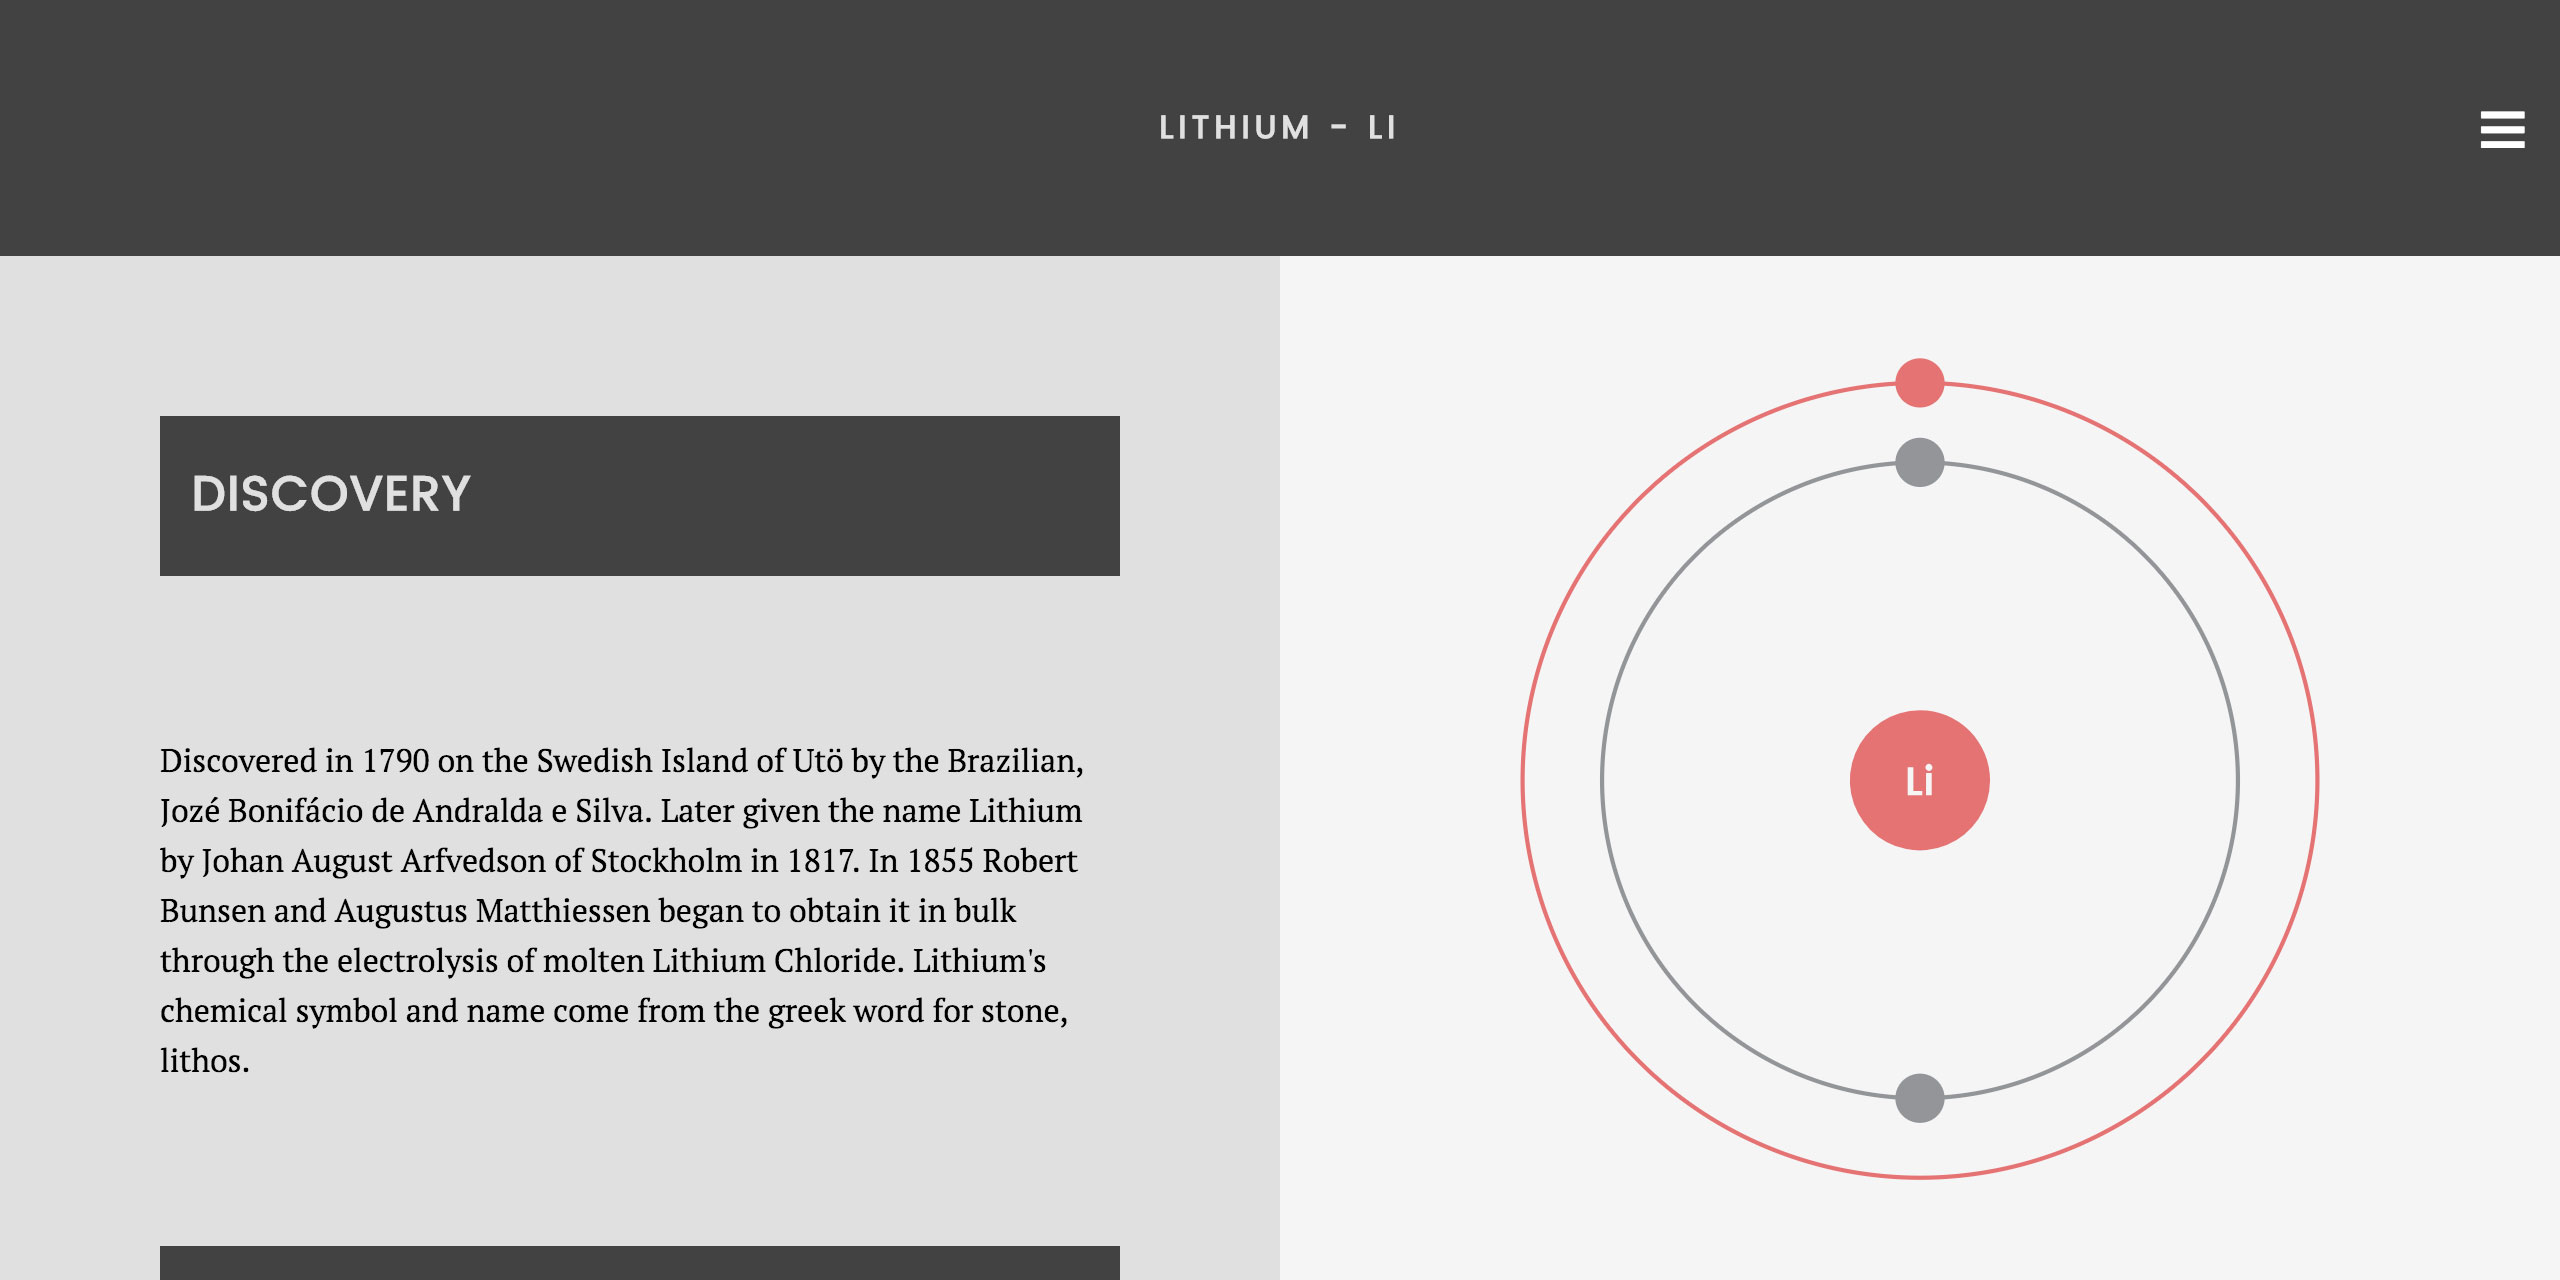 LITHIUM - LI
DISCOVERY
Discovered in 1790 on the Swedish Island of Utö by the Brazilian,
Jozé Bonifácio de Andralda e Silva. Later given the name Lithium
by Johan August Arfvedson of Stockholm in 1817. In 1855 Robert
Bunsen and Augustus Matthiessen began to obtain it in bulk
through the electrolysis of molten Lithium Chloride. Lithium's
chemical symbol and name come from the greek word for stone,
lithos.
Li